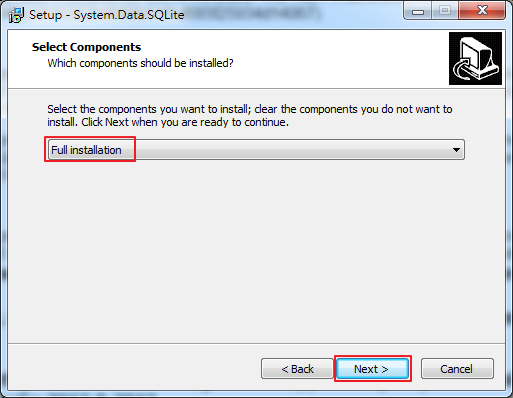 Setup - System.Data.SQLite
Select Components
Which components should be installed?
Select the components you want to install; clear the components you do not want to
install. Click Next when you are ready to continue.
Full installation
< Back
Next >
Cancel